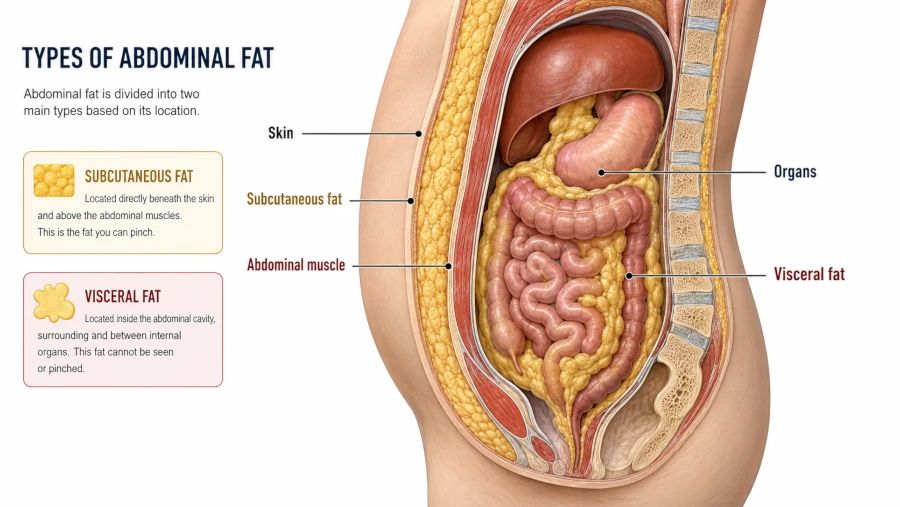 TYPES OF ABDOMINAL FAT
Abdominal fat is divided into two
main types based on its location.
SUBCUTANEOUS FAT
Located directly beneath the skin
and above the abdominal muscles.
This is the fat you can pinch.
VISCERAL FAT
Located inside the abdominal cavity,
surrounding and between internal
organs. This fat cannot be seen
or pinched.
Skin
Subcutaneous fat
Abdominal muscle
Organs
Visceral fat